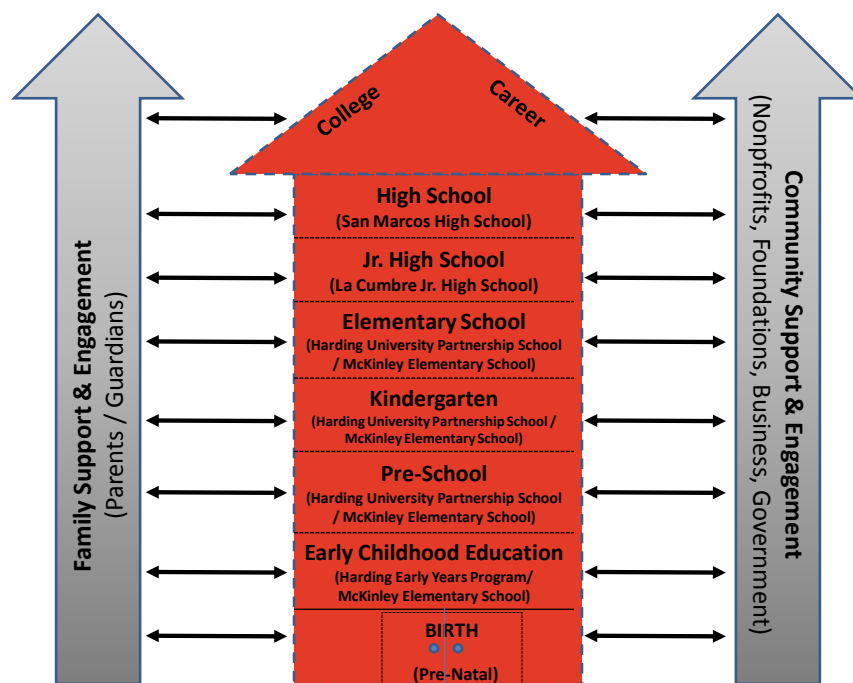 College
Career
High School
(San Marcos High School)
Jr. High School
(La Cumbre Jr. High School)
Elementary School
(Harding University Partnership School
/ McKinley Elementary School)
Kindergarten
(Harding University Partnership School /
McKinley Elementary School)
Pre-School
(Harding University Partnership School
/ McKinley Elementary School)
Early Childhood Education
(Harding Early Years Program/
McKinley Elementary School)
BIRTH
(Pre-Natal)
Family Support & Engagement
(Parents / Guardians)
Community Support & Engagement
(Nonpfrofits, Foundations, Business, Government)